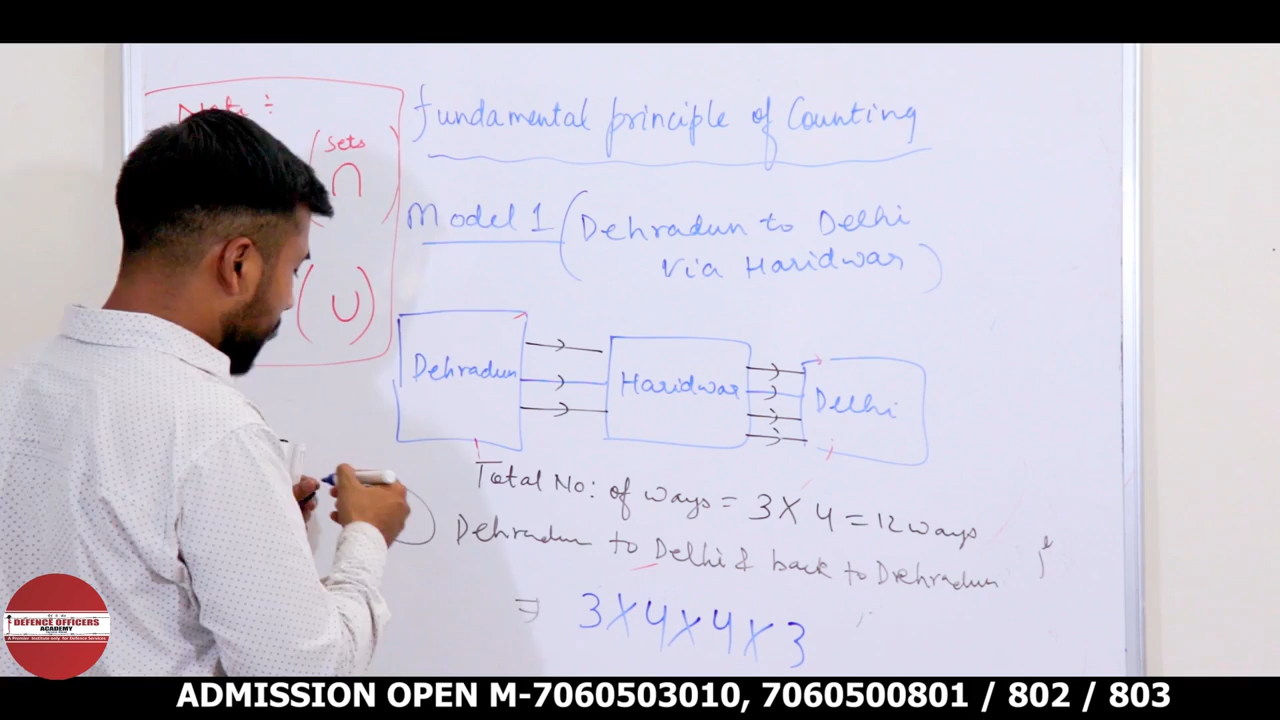 Note :-
(Sets
∩
(∪)
Fundamental principle of Counting
Model 1 (Dehradun to Delhi
via Haridwar)
Dehradun
Haridwar
Delhi
Total No: of ways = 3 X 4 = 12 ways
Dehradun to Delhi & back to Drehradun
⇒ 3 X 4 X 4 X 3
DEFENCE OFFICERS
ACADEMY
A Premier Institute only for Defence Services
ADMISSION OPEN M-7060503010, 7060500801 / 802 / 803